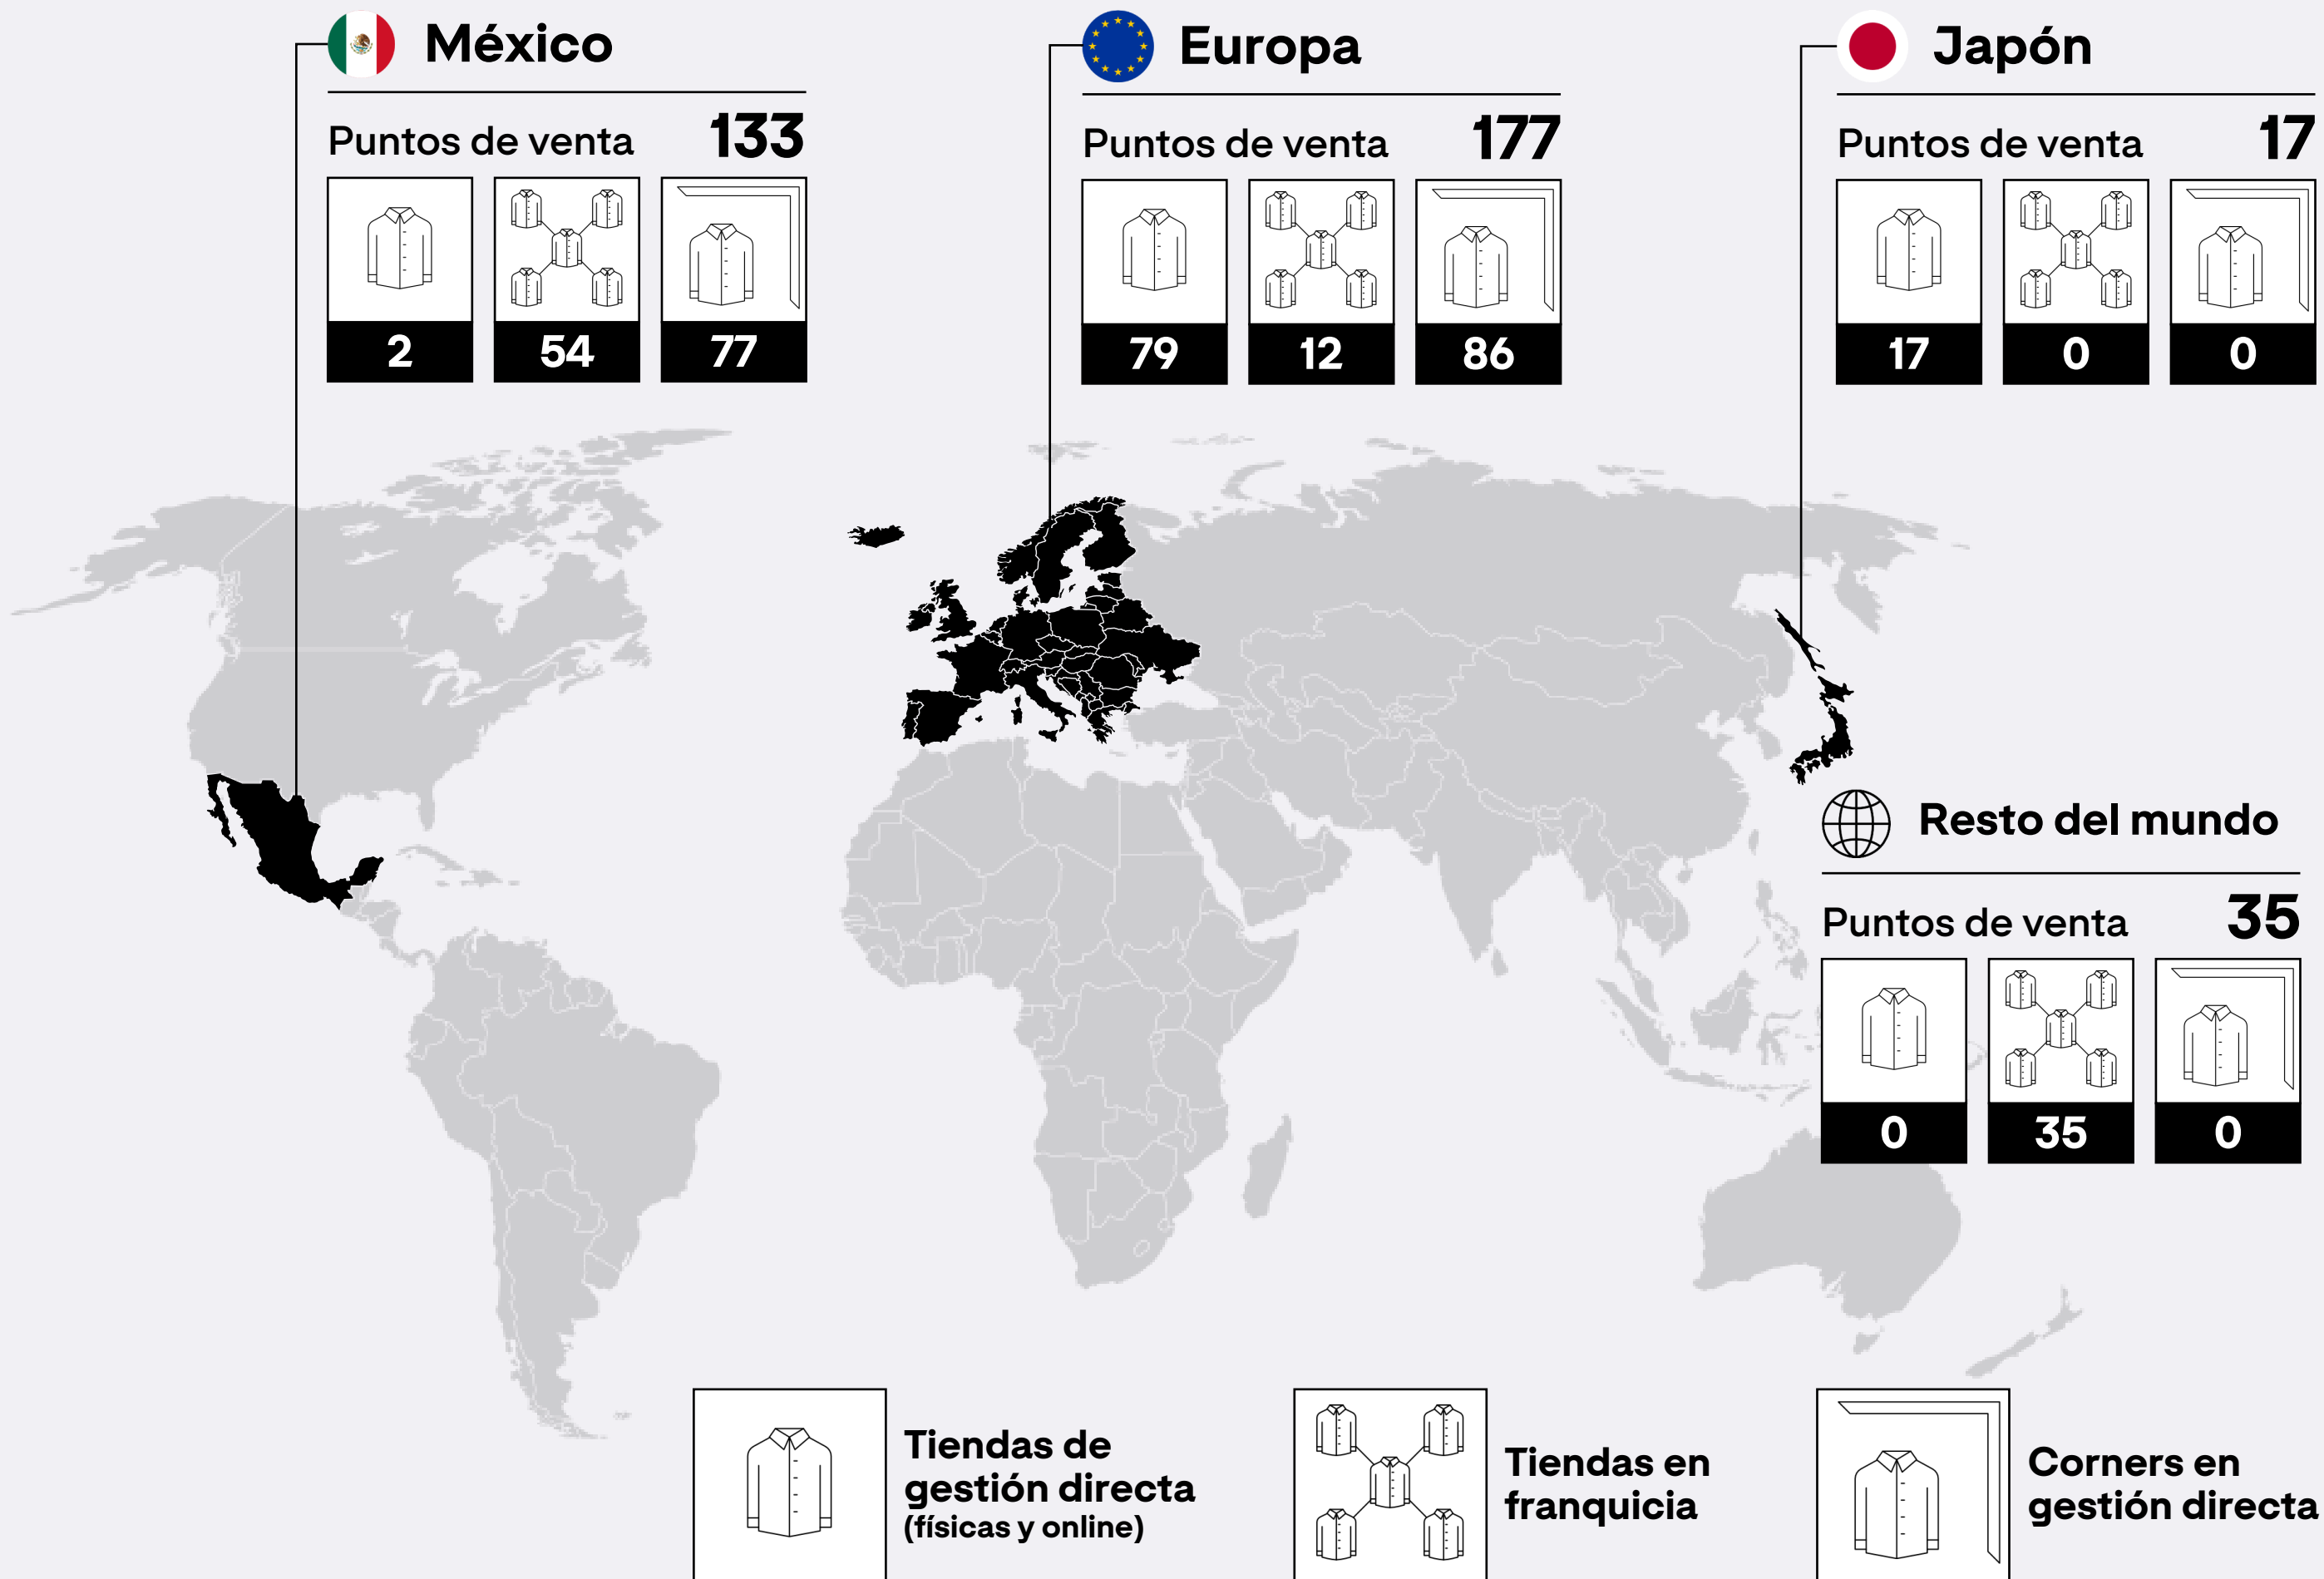 México
Puntos de venta 133
2 54 77
Europa
Puntos de venta 177
79 12 86
Japón
Puntos de venta 17
17 0 0
Resto del mundo
Puntos de venta 35
0 35 0
Tiendas de
gestión directa
(físicas y online)
Tiendas en
franquicia
Corners en
gestión directa